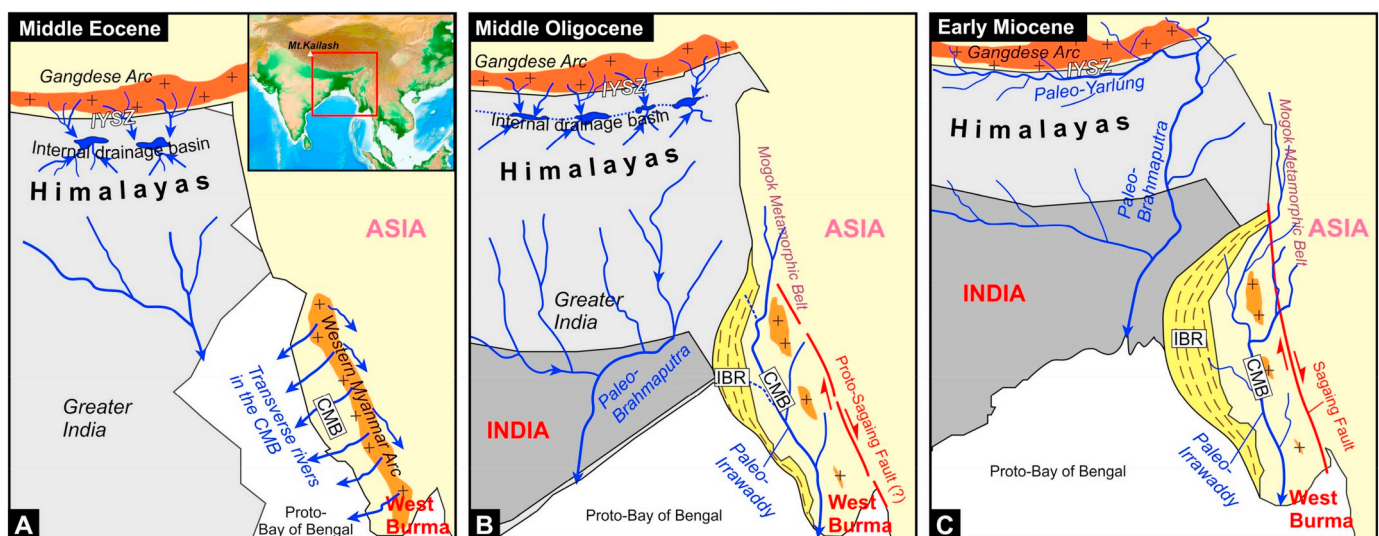 Middle Eocene
Mt.Kailash
Gangdese Arc
IYSZ
Internal drainage basin
Himalayas
ASIA
Greater
India
Western Myanmar Arc
CMB
Transverse rivers
in the CMB
Proto-
Bay of Bengal
West
Burma
A
Middle Oligocene
Gangdese Arc
IYSZ
Internal drainage basin
Himalayas
Mogok Metamorphic Belt
ASIA
Greater
India
IBR
CMB
Paleo-
Brahmaputra
INDIA
Proto-Sagaing Fault (?)
Paleo-
Irrawaddy
Proto-Bay of Bengal
West
Burma
B
Early Miocene
Gangdese Arc
IYSZ
Paleo-Yarlung
Himalayas
Mogok-Metamorphic
Belt
Paleo-
Brahmaputra
ASIA
INDIA
IBR
CMB
Sagaing Fault
Paleo-
Irrawaddy
Proto-Bay of Bengal
West
Burma
C